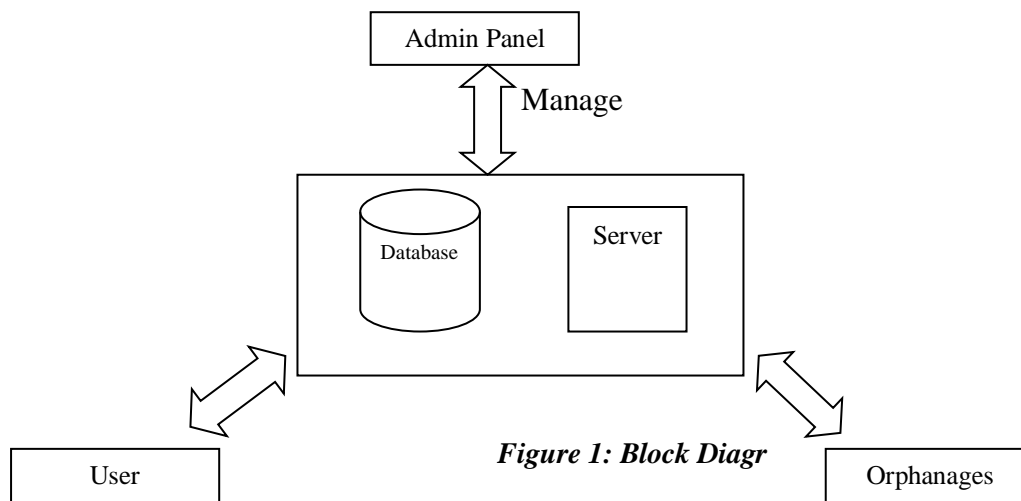 Admin Panel
Manage
Database
Server
User
Figure 1: Block Diagr
Orphanages